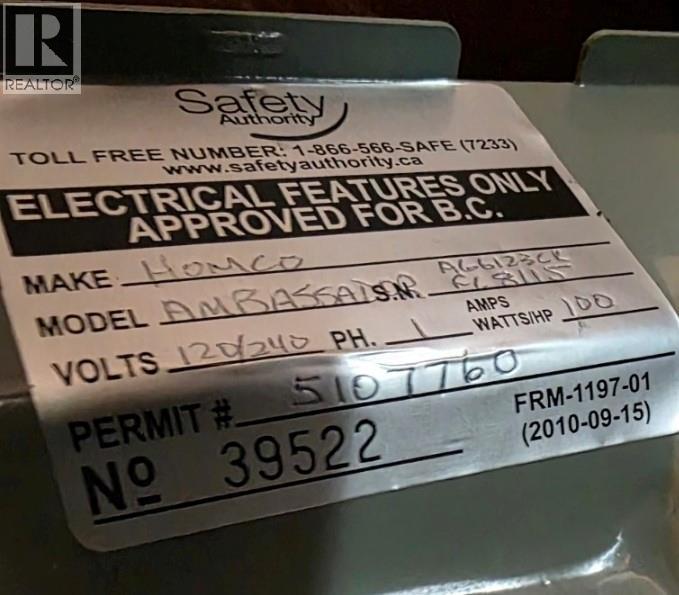 R
REALTOR®
Safety
Authority
TOLL FREE NUMBER: 1-866-566-SAFE (7233)
www.safetyauthority.ca
ELECTRICAL FEATURES ONLY
APPROVED FOR B.C.
MAKE HOMCO
MODEL AMBASSADOR S.N.
VOLTS 120/240 PH. 1 AMPS WATTS/HP 100
PERMIT # 5107760
Nº 39522
FRM-1197-01
(2010-09-15)